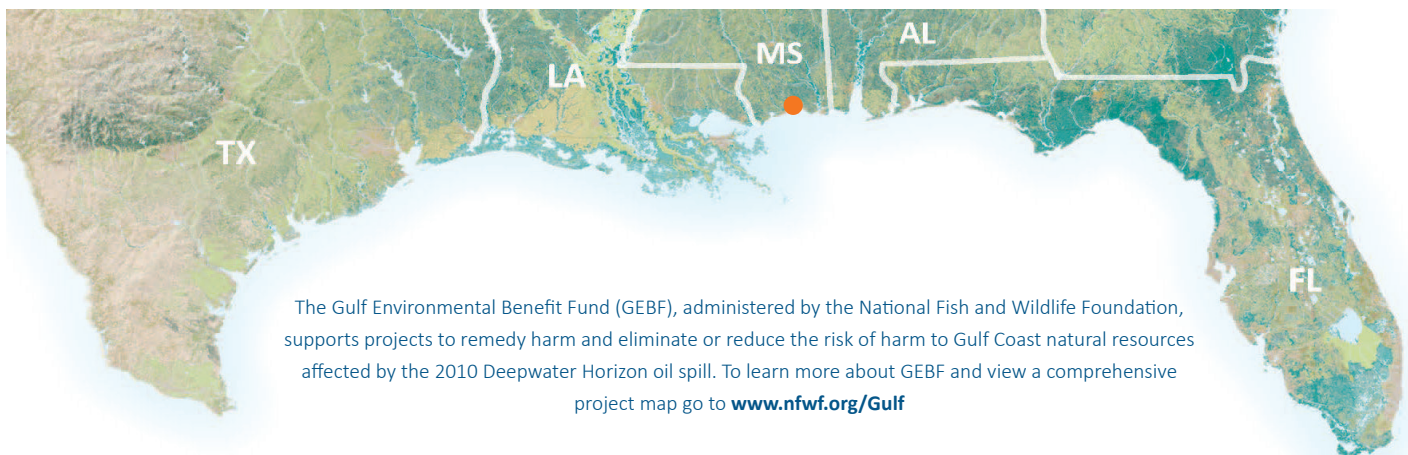 AL
MS
LA
TX
FL
The Gulf Environmental Benefit Fund (GEBF), administered by the National Fish and Wildlife Foundation,
supports projects to remedy harm and eliminate or reduce the risk of harm to Gulf Coast natural resources
affected by the 2010 Deepwater Horizon oil spill. To learn more about GEBF and view a comprehensive
project map go to www.nfwf.org/Gulf